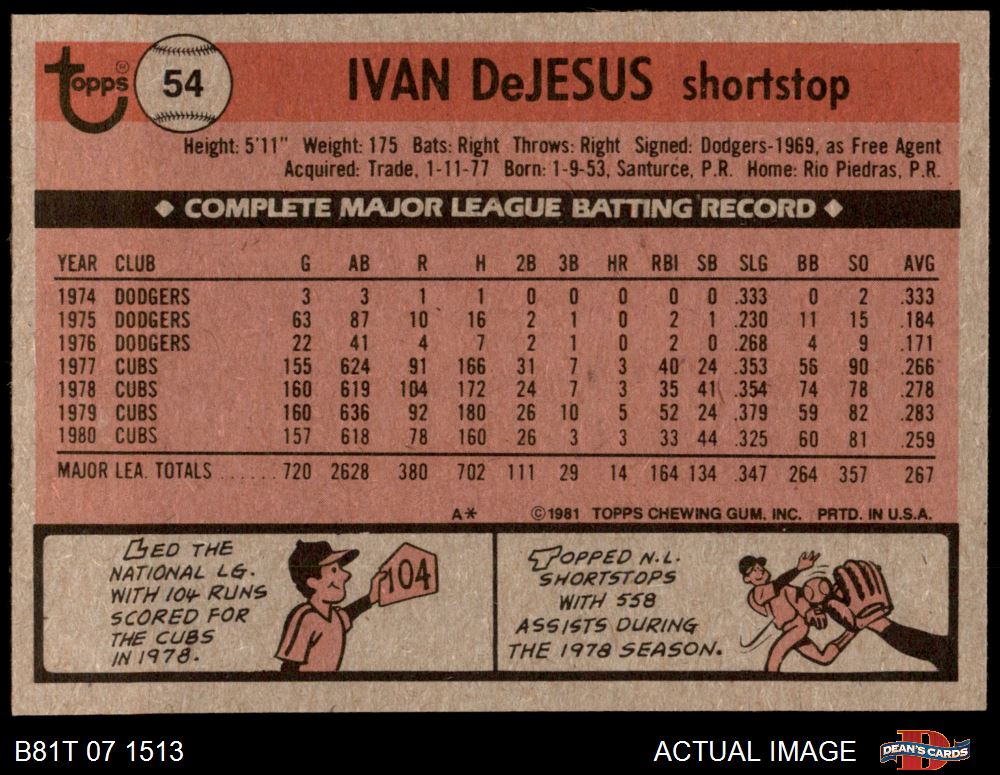 topps® 54 IVAN DeJESUS shortstop
Height: 5'11" Weight: 175 Bats: Right Throws: Right Signed: Dodgers-1969, as Free Agent
Acquired: Trade, 1-11-77 Born: 1-9-53, Santurce, P.R. Home: Rio Piedras, P.R.
◆ COMPLETE MAJOR LEAGUE BATTING RECORD ◆
YEAR CLUB G AB R H 2B 3B HR RBI SB SLG BB SO AVG
1974 DODGERS 3 3 1 1 0 0 0 0 0 .333 0 2 .333
1975 DODGERS 63 87 10 16 2 1 0 2 1 .230 11 15 .184
1976 DODGERS 22 41 4 7 2 1 0 2 0 .268 4 9 .171
1977 CUBS 155 624 91 166 31 7 3 40 24 .353 56 90 .266
1978 CUBS 160 619 104 172 24 7 3 35 41 .354 74 78 .278
1979 CUBS 160 636 92 180 26 10 5 52 24 .379 59 82 .283
1980 CUBS 157 618 78 160 26 3 3 33 44 .325 60 81 .259
MAJOR LEA. TOTALS ...... 720 2628 380 702 111 29 14 164 134 .347 264 357 .267
A* ©1981 TOPPS CHEWING GUM, INC. PRTD. IN U.S.A.
LED THE
NATIONAL LG.
WITH 104 RUNS
SCORED FOR
THE CUBS
IN 1978.
104
TOPPED N.L.
SHORTSTOPS
WITH 558
ASSISTS DURING
THE 1978 SEASON.
B81T 07 1513 ACTUAL IMAGE DEAN'S CARDS